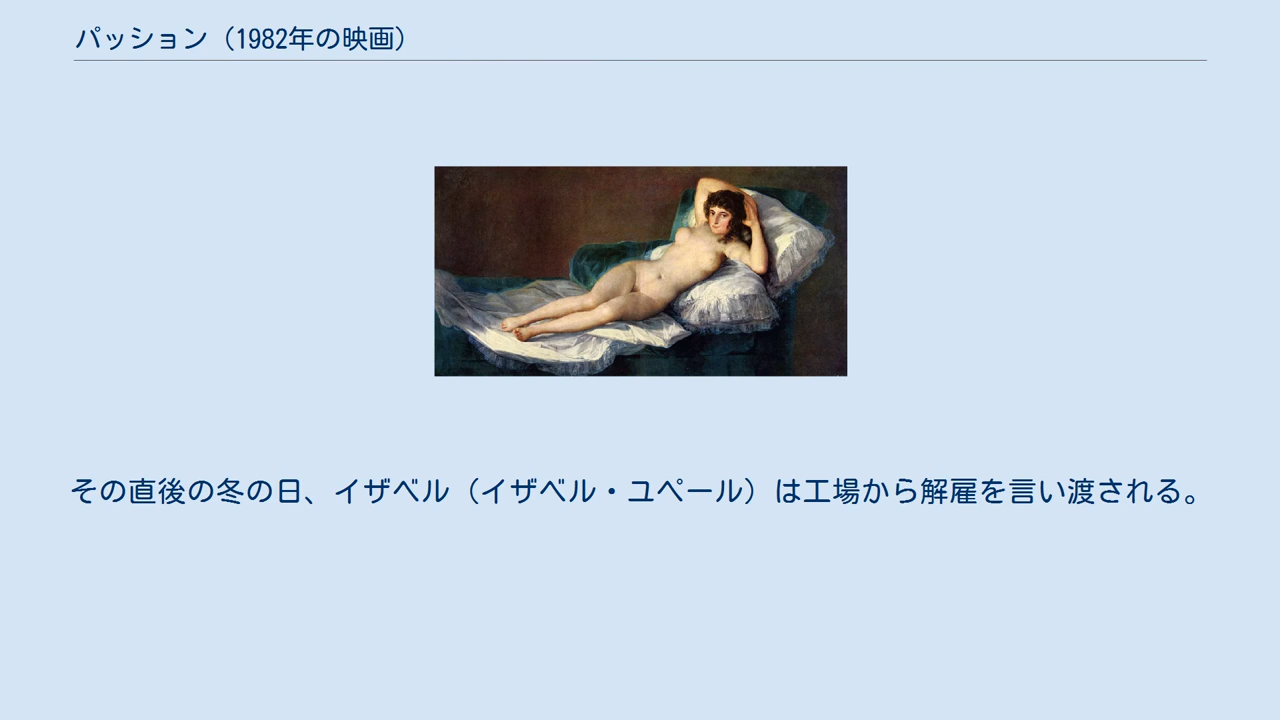 パッション（1982年の映画）
その直後の冬の日、イザベル（イザベル・ユペール）は工場から解雇を言い渡される。